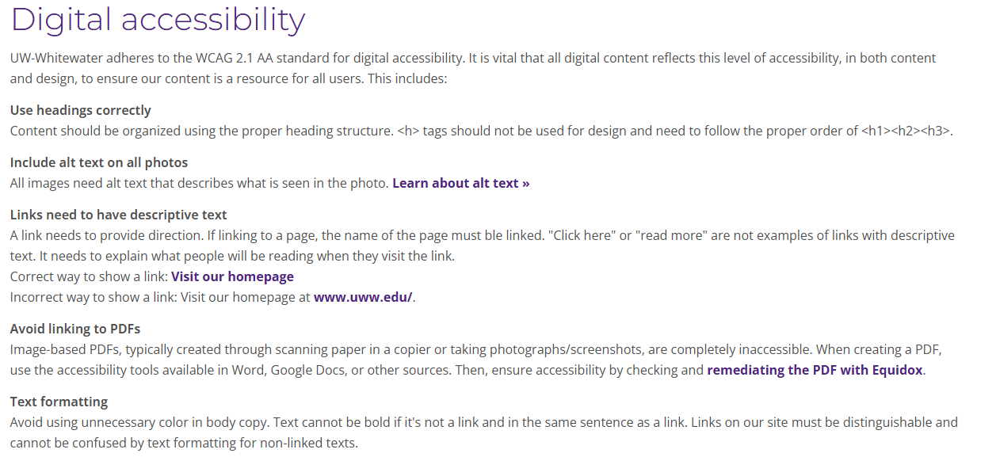 Digital accessibility
UW-Whitewater adheres to the WCAG 2.1 AA standard for digital accessibility. It is vital that all digital content reflects this level of accessibility, in both content
and design, to ensure our content is a resource for all users. This includes:
Use headings correctly
Content should be organized using the proper heading structure. <h> tags should not be used for design and need to follow the proper order of <h1><h2><h3>.
Include alt text on all photos
All images need alt text that describes what is seen in the photo. Learn about alt text »
Links need to have descriptive text
A link needs to provide direction. If linking to a page, the name of the page must ble linked. "Click here" or "read more" are not examples of links with descriptive
text. It needs to explain what people will be reading when they visit the link.
Correct way to show a link: Visit our homepage
Incorrect way to show a link: Visit our homepage at www.uww.edu/.
Avoid linking to PDFs
Image-based PDFs, typically created through scanning paper in a copier or taking photographs/screenshots, are completely inaccessible. When creating a PDF,
use the accessibility tools available in Word, Google Docs, or other sources. Then, ensure accessibility by checking and remediating the PDF with Equidox.
Text formatting
Avoid using unnecessary color in body copy. Text cannot be bold if it's not a link and in the same sentence as a link. Links on our site must be distinguishable and
cannot be confused by text formatting for non-linked texts.